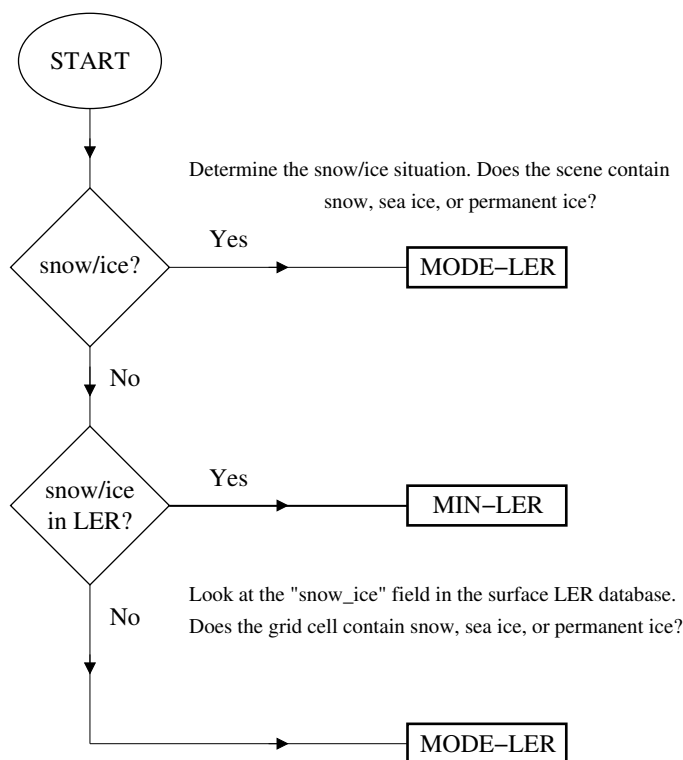 START
Determine the snow/ice situation. Does the scene contain
snow, sea ice, or permanent ice?
snow/ice?
Yes
MODE−LER
No
snow/ice
in LER?
Yes
MIN−LER
Look at the "snow_ice" field in the surface LER database.
Does the grid cell contain snow, sea ice, or permanent ice?
No
MODE−LER